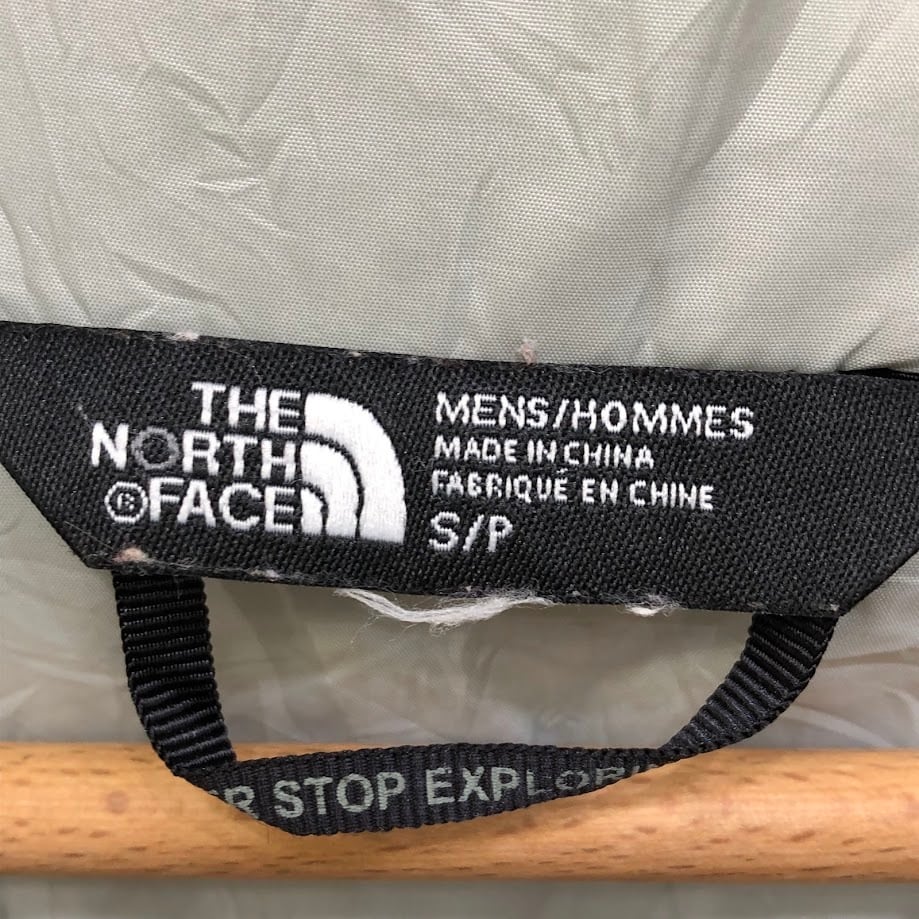 THE
NORTH
®FACE
MENS/HOMMES
MADE IN CHINA
FABRIQUÉ EN CHINE
S/P
STOP